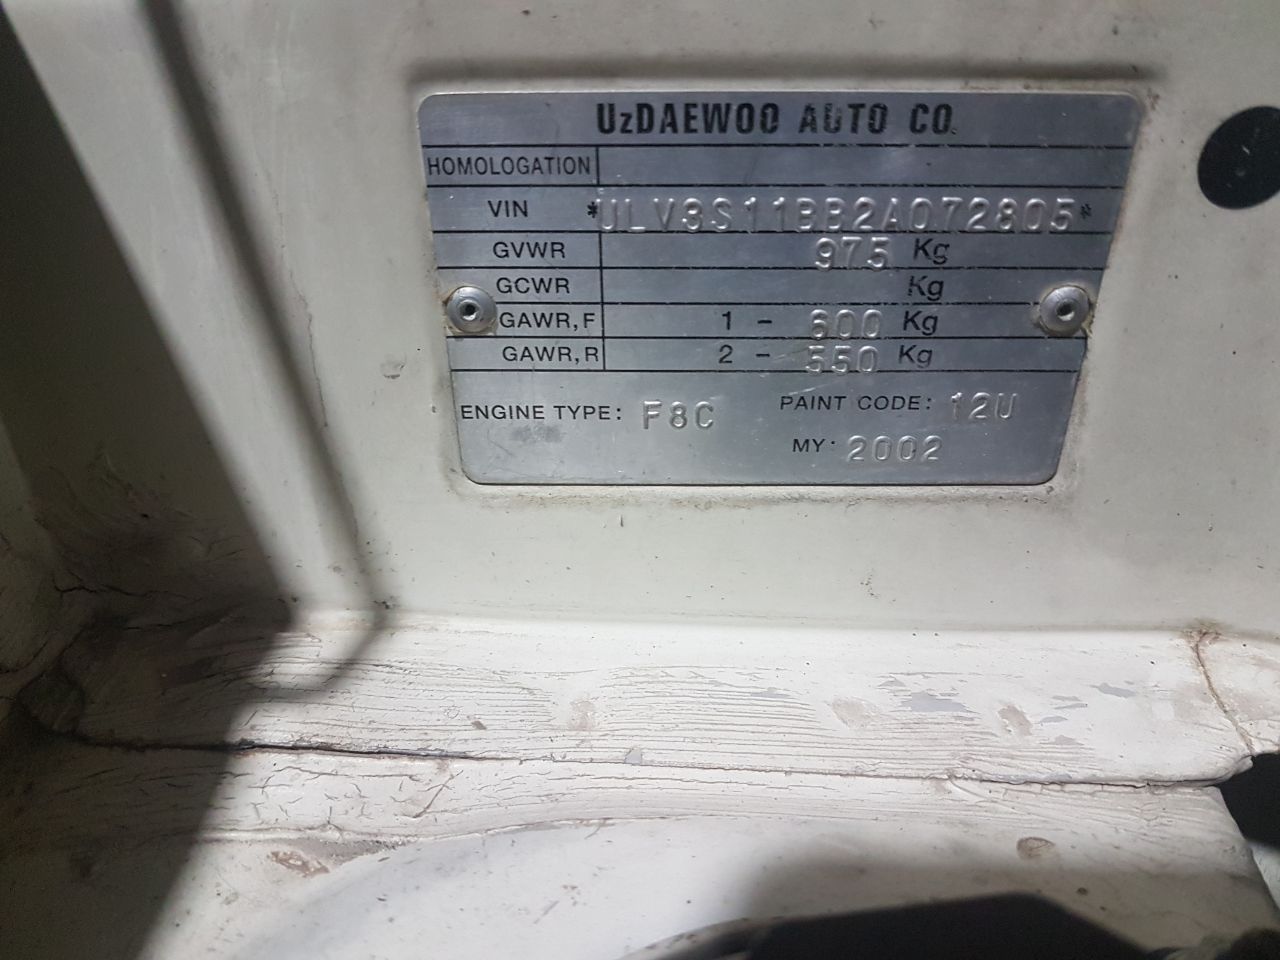 UzDAEWOO AUTO CO.
HOMOLOGATION
VIN *ULV3S11BB2A072805*
GVWR 975 Kg
GCWR Kg
GAWR,F 1 - 600 Kg
GAWR,R 2 - 550 Kg
ENGINE TYPE: F8C PAINT CODE: 12U
MY: 2002